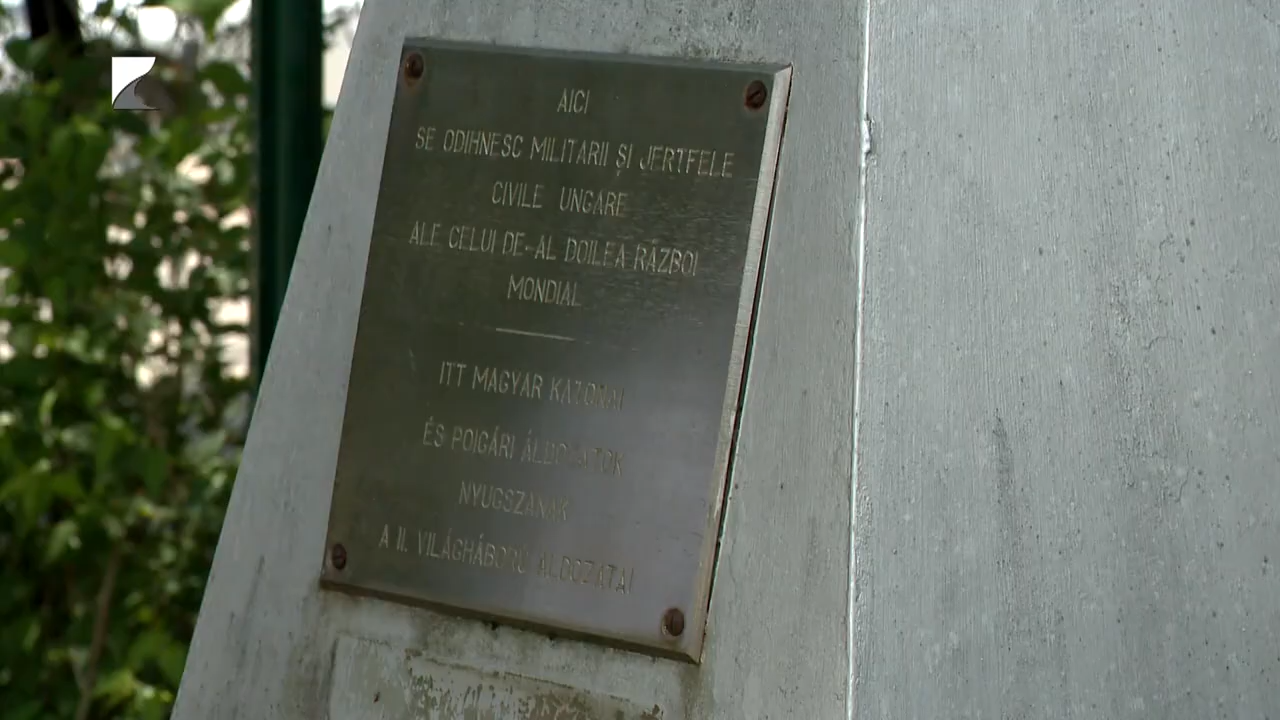 AICI
SE ODIHNESC MILITARII ȘI JERTFELE
CIVILE UNGARE
ALE CELUI DE-AL DOILEA RĂZBOI
MONDIAL
ITT MAGYAR KATONAI
ÉS POLGÁRI ÁLDOZATOK
NYUGSZANAK
A II. VILÁGHÁBORÚ ÁLDOZATAI